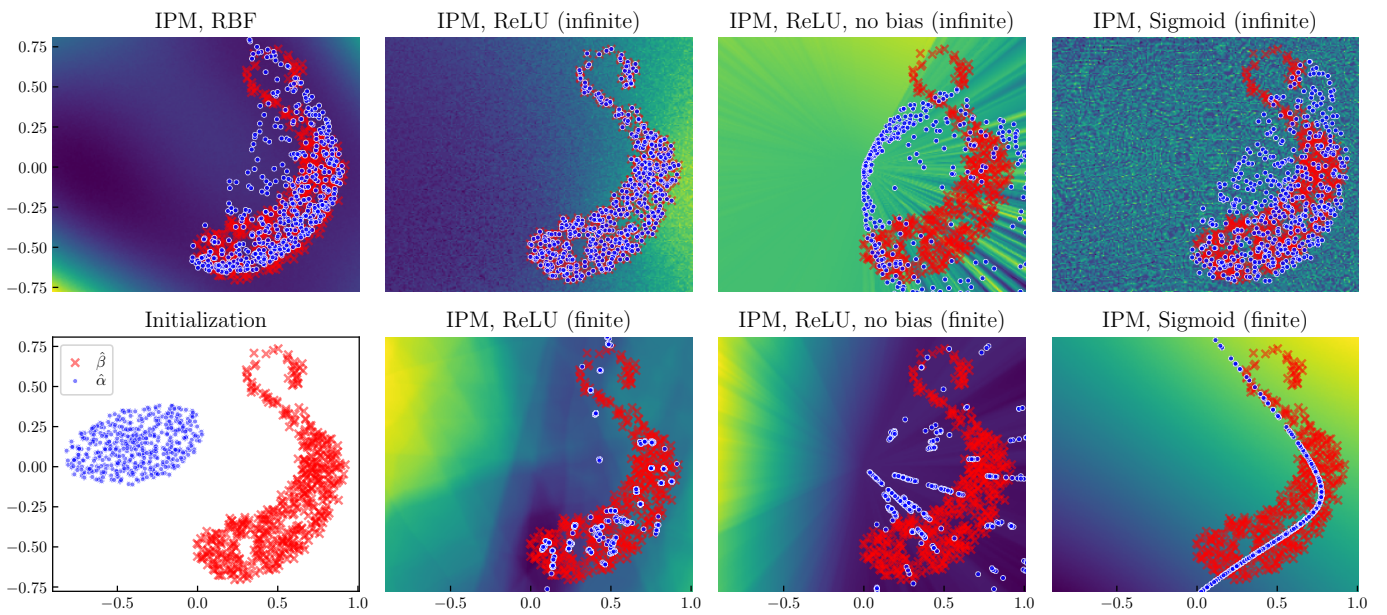 IPM, RBF
IPM, ReLU (infinite)
IPM, ReLU, no bias (infinite)
IPM, Sigmoid (infinite)
0.75
0.50
0.25
0.00
−0.25
−0.50
−0.75
Initialization
IPM, ReLU (finite)
IPM, ReLU, no bias (finite)
IPM, Sigmoid (finite)
0.75
0.50
0.25
0.00
−0.25
−0.50
−0.75
β̂
α̂
−0.5 0.0 0.5 1.0
−0.5 0.0 0.5 1.0
−0.5 0.0 0.5 1.0
−0.5 0.0 0.5 1.0